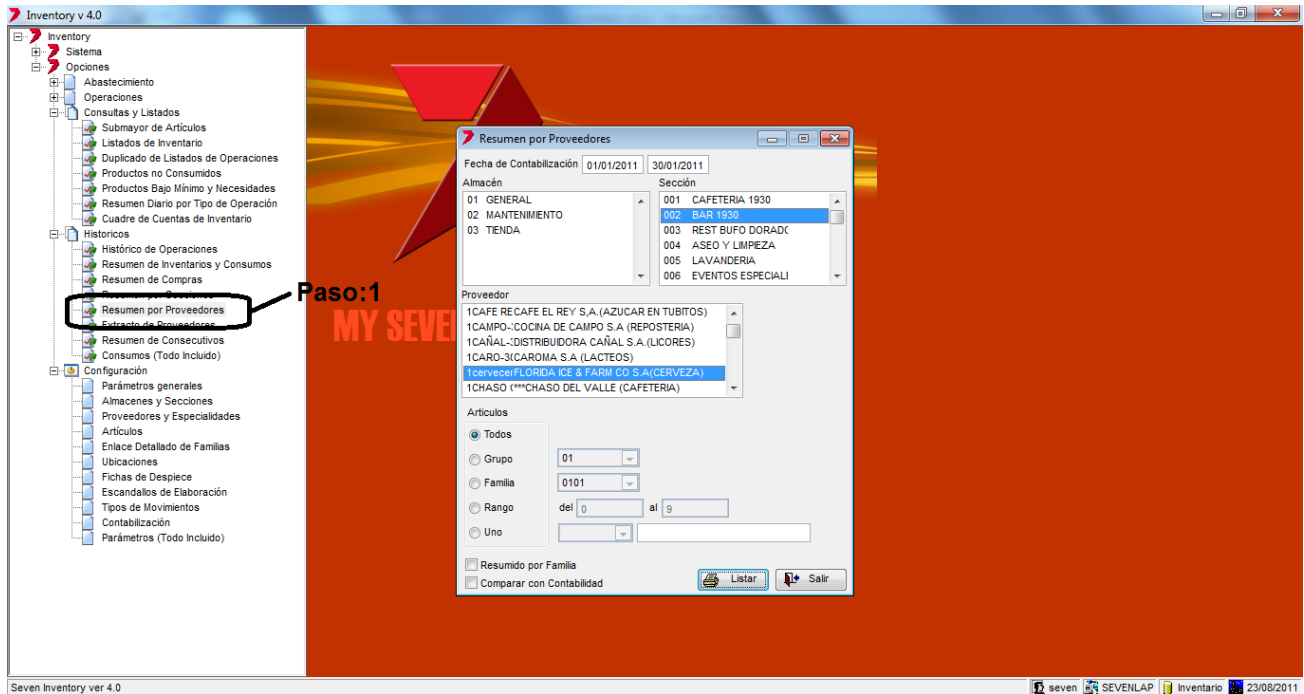 Inventory v 4.0
Inventory
Sistema
Opciones
Abastecimiento
Operaciones
Consultas y Listados
Submayor de Artículos
Listados de Inventario
Duplicado de Listados de Operaciones
Productos no Consumidos
Productos Bajo Mínimo y Necesidades
Resumen Diario por Tipo de Operación
Cuadre de Cuentas de Inventario
Historicos
Histórico de Operaciones
Resumen de Inventarios y Consumos
Resumen de Compras
Resumen por Secciones
Resumen por Proveedores
Extracto de Proveedores
Resumen de Consecutivos
Consumos (Todo Incluido)
Configuración
Parámetros generales
Almacenes y Secciones
Proveedores y Especialidades
Artículos
Enlace Detallado de Familias
Ubicaciones
Fichas de Despiece
Escandallos de Elaboración
Tipos de Movimientos
Contabilización
Parámetros (Todo Incluido)
Paso:1
MY SEVE
Resumen por Proveedores
Fecha de Contabilización 01/01/2011 30/01/2011
Almacén
01 GENERAL
02 MANTENIMIENTO
03 TIENDA
Sección
001 CAFETERIA 1930
002 BAR 1930
003 REST BUFO DORADO
004 ASEO Y LIMPIEZA
005 LAVANDERIA
006 EVENTOS ESPECIALI
Proveedor
1CAFE RECAFE EL REY S,A.(AZUCAR EN TUBITOS)
1CAMPO-:COCINA DE CAMPO S.A (REPOSTERIA)
1CAÑAL-:DISTRIBUIDORA CAÑAL S.A.(LICORES)
1CARO-3(CAROMA S.A (LACTEOS)
1cervecerFLORIDA ICE & FARM CO S.A(CERVEZA)
1CHASO (***CHASO DEL VALLE (CAFETERIA)
Articulos
Todos
Grupo 01
Familia 0101
Rango del 0 al 9
Uno
Resumido por Familia
Comparar con Contabilidad
Listar Salir
Seven Inventory ver 4.0 seven SEVENLAP Inventario 23/08/2011